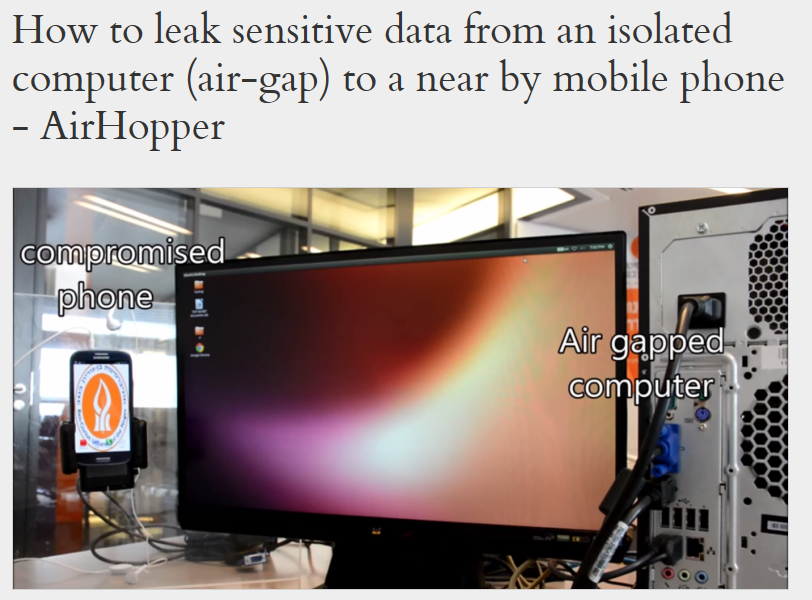 How to leak sensitive data from an isolated
computer (air-gap) to a near by mobile phone
- AirHopper
compromised
phone
Air gapped
computer